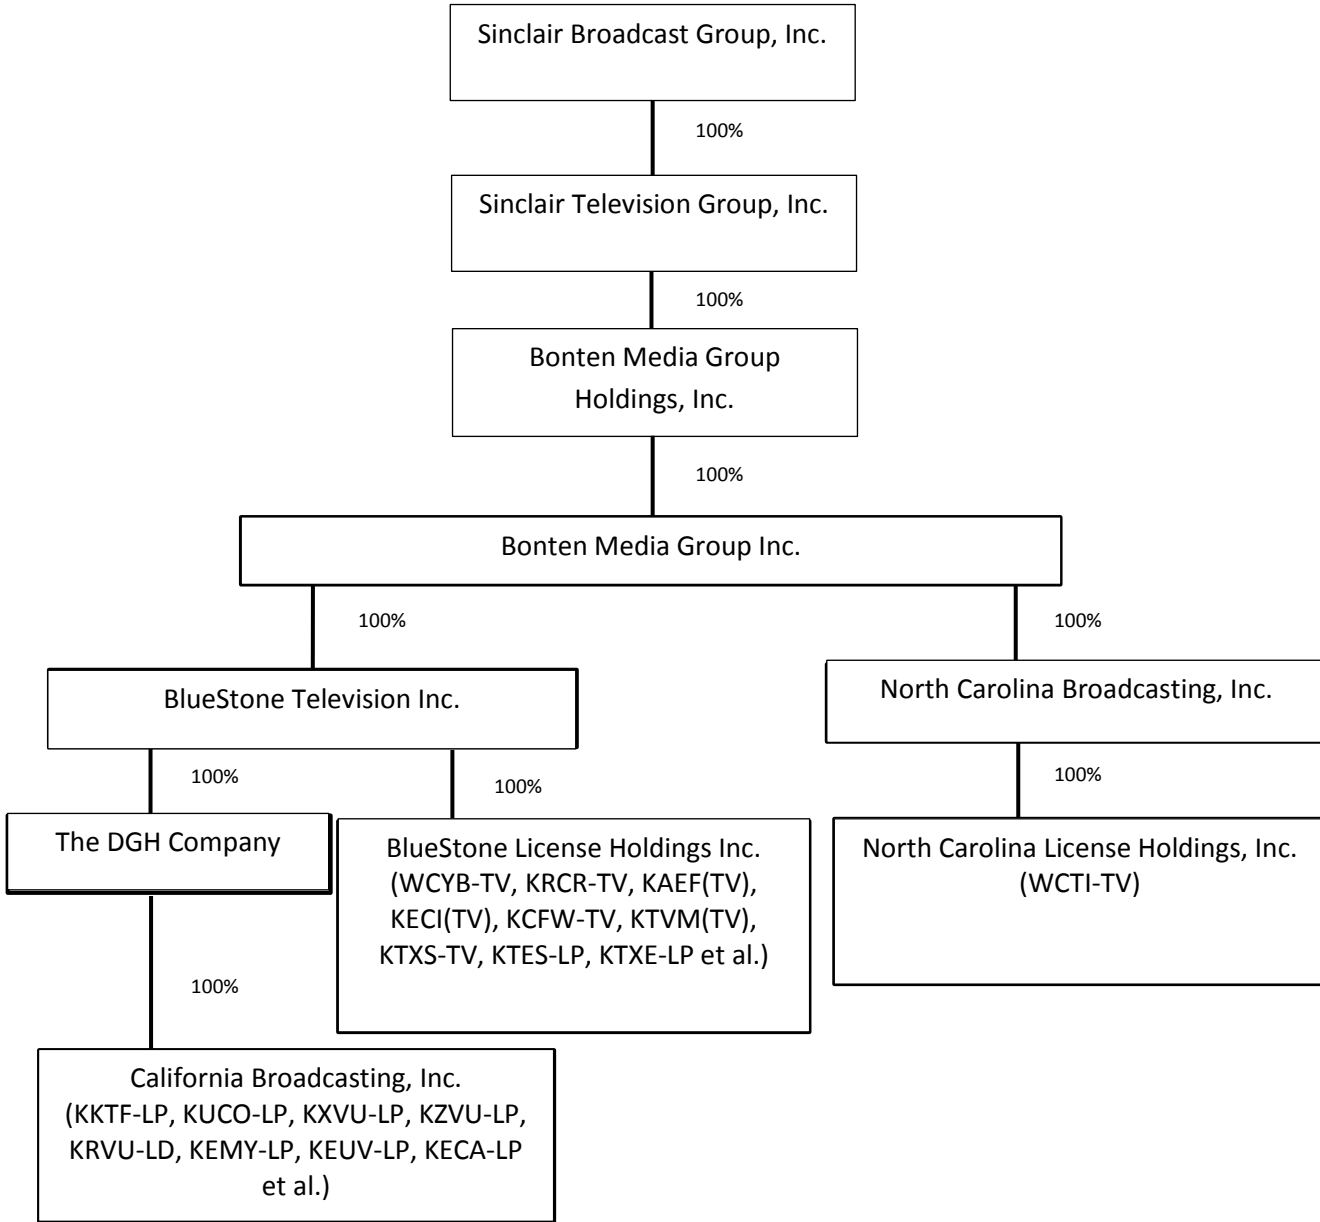 Sinclair Broadcast Group, Inc.
100%
Sinclair Television Group, Inc.
100%
Bonten Media Group
Holdings, Inc.
100%
Bonten Media Group Inc.
100%
100%
BlueStone Television Inc.
North Carolina Broadcasting, Inc.
100%
100%
100%
The DGH Company
BlueStone License Holdings Inc.
(WCYB-TV, KRCR-TV, KAEF(TV),
KECI(TV), KCFW-TV, KTVM(TV),
KTXS-TV, KTES-LP, KTXE-LP et al.)
North Carolina License Holdings, Inc.
(WCTI-TV)
100%
California Broadcasting, Inc.
(KKTF-LP, KUCO-LP, KXVU-LP, KZVU-LP,
KRVU-LD, KEMY-LP, KEUV-LP, KECA-LP
et al.)